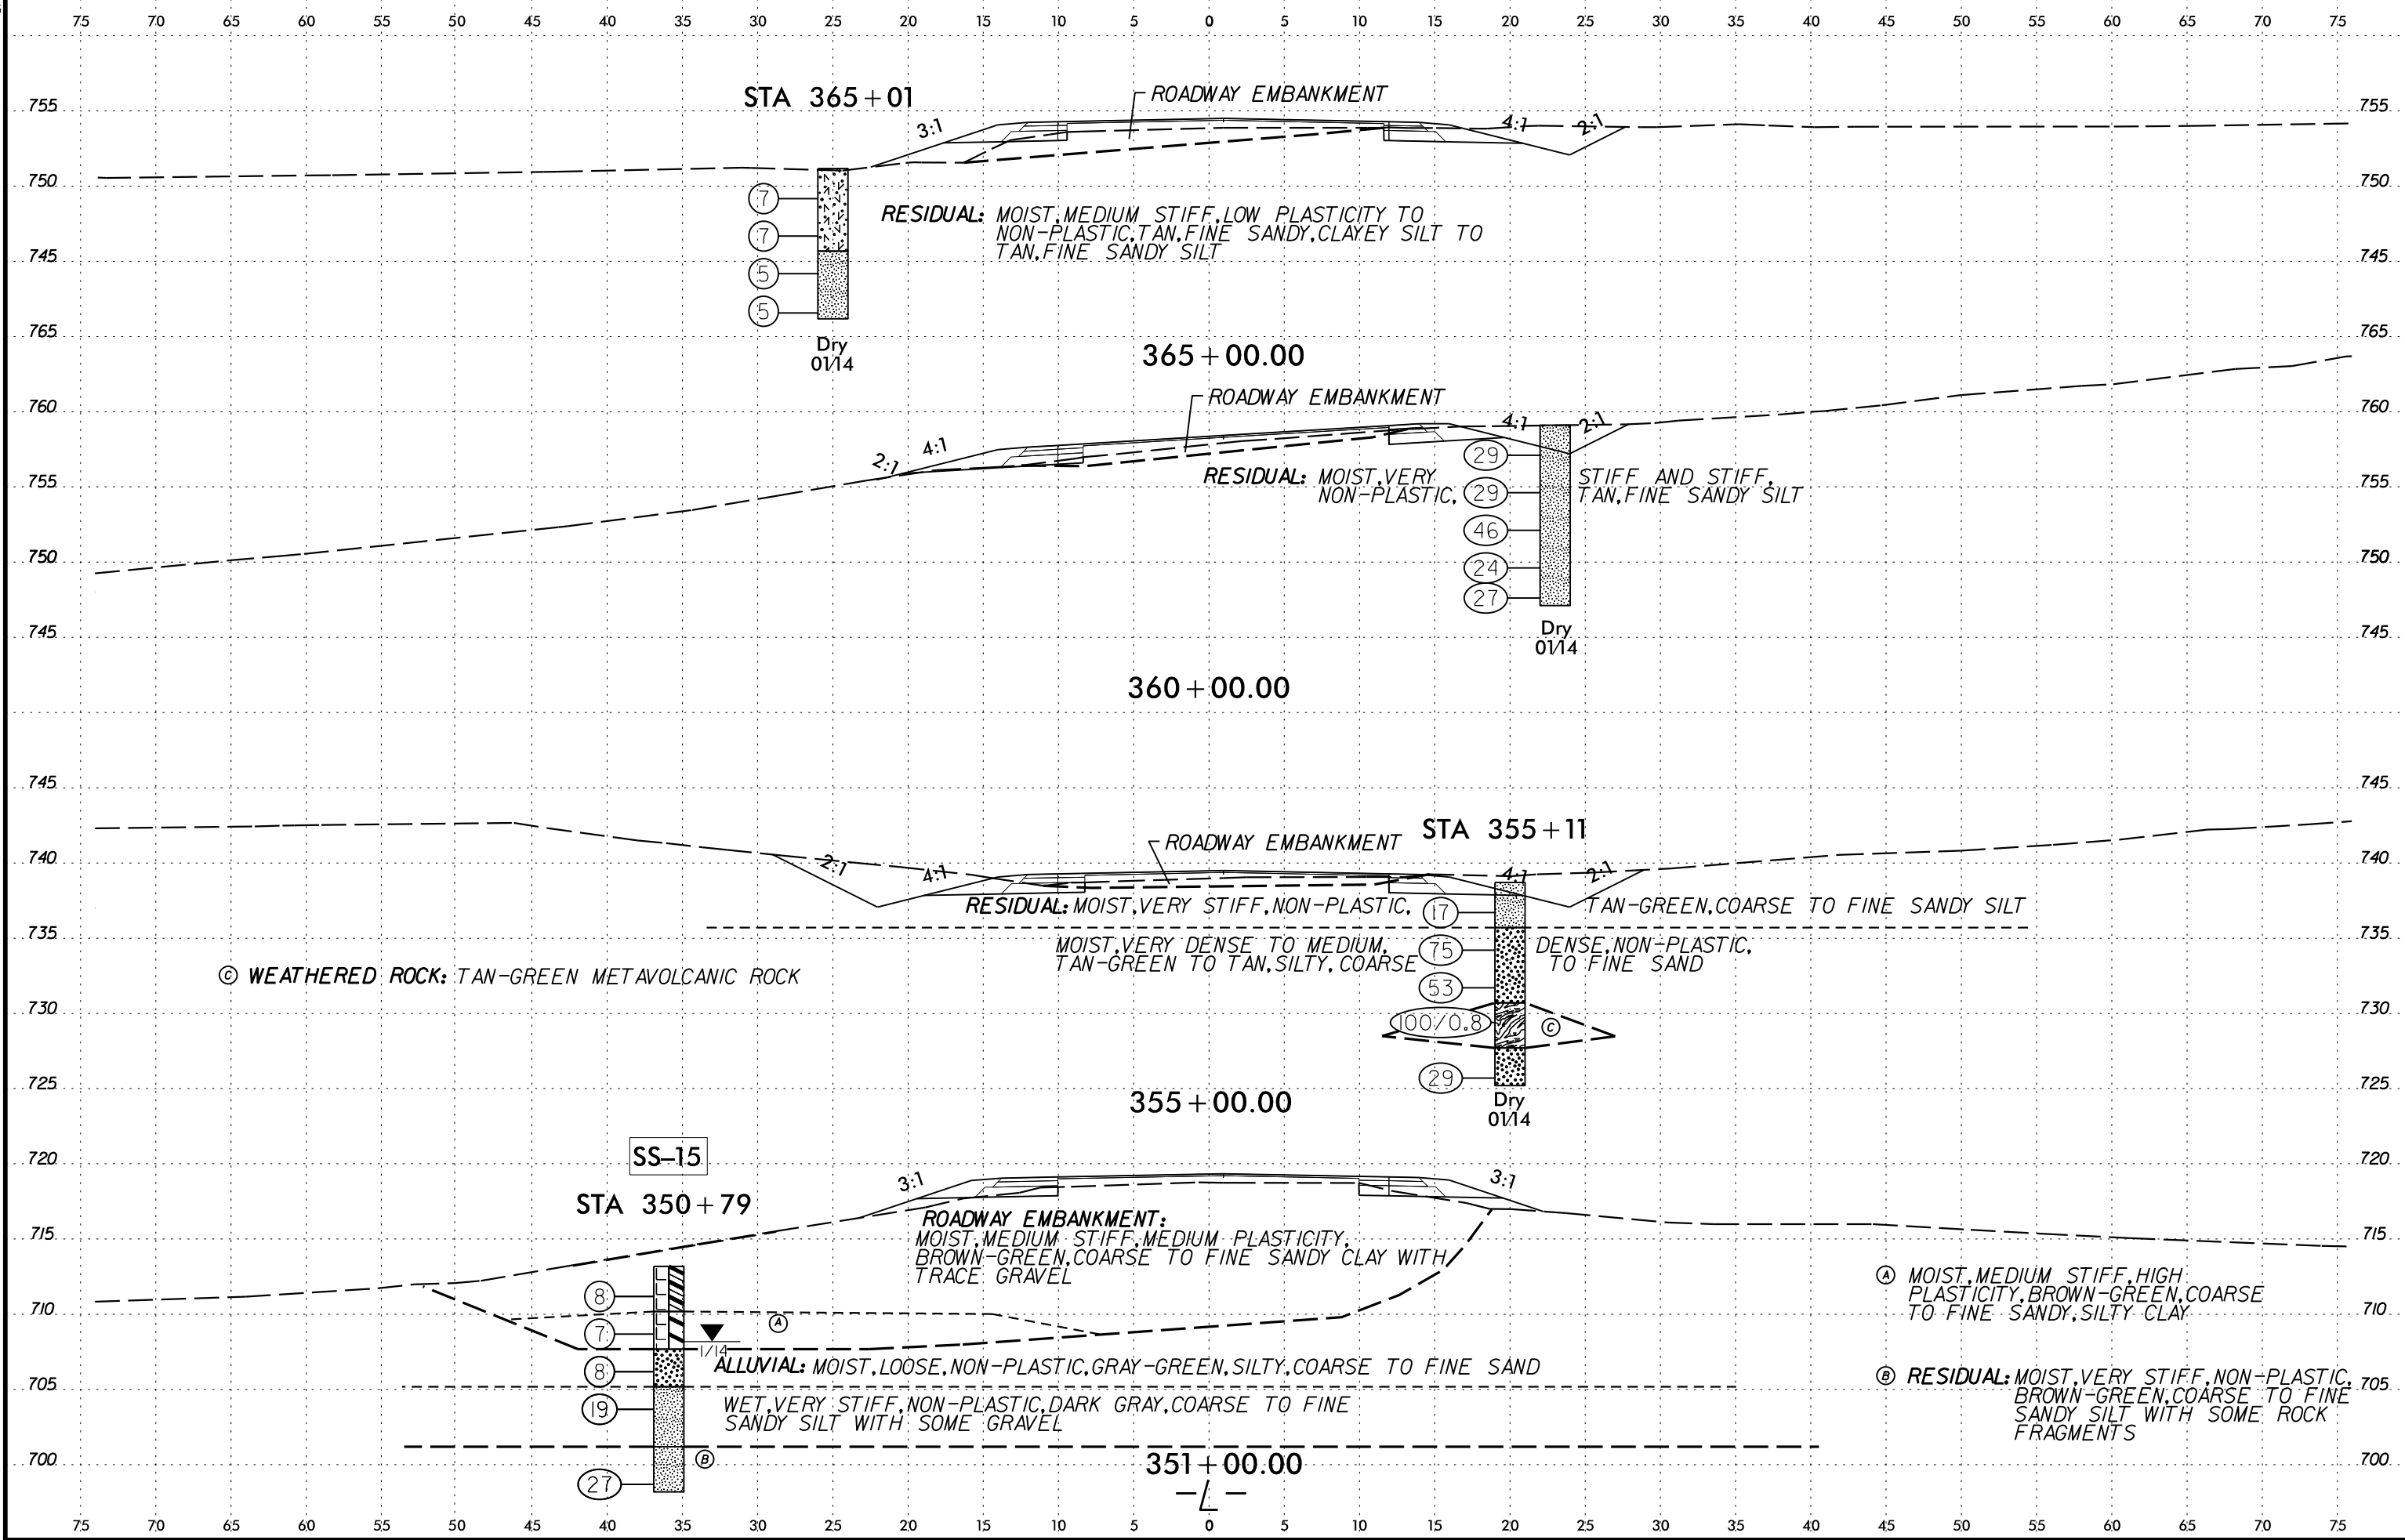 75 70 65 60 55 50 45 40 35 30 25 20 15 10 5 0 5 10 15 20 25 30 35 40 45 50 55 60 65 70 75
STA 365+01
ROADWAY EMBANKMENT
755 755
3:1 4:1 2:1
750 750
7
RESIDUAL: MOIST,MEDIUM STIFF,LOW PLASTICITY TO
NON-PLASTIC,TAN,FINE SANDY,CLAYEY SILT TO
TAN,FINE SANDY SILT
7
745 745
5
5
765 765
Dry
01/14
365+00.00
ROADWAY EMBANKMENT
760 760
2:1 4:1 4:1 2:1
29
755 755
RESIDUAL: MOIST,VERY STIFF AND STIFF,
NON-PLASTIC, 29 TAN,FINE SANDY SILT
46
750 750
24
27
745 745
Dry
01/14
360+00.00
745 745
STA 355+11
ROADWAY EMBANKMENT
740 740
2:1 4:1 4:1 2:1
RESIDUAL: MOIST,VERY STIFF,NON-PLASTIC, TAN-GREEN,COARSE TO FINE SANDY SILT
17
735 735
MOIST,VERY DENSE TO MEDIUM, DENSE,NON-PLASTIC,
75
TAN-GREEN TO TAN,SILTY,COARSE TO FINE SAND
C WEATHERED ROCK: TAN-GREEN METAVOLCANIC ROCK
53
730 730
100/0.8 C
725 29 725
Dry
01/14
355+00.00
SS-15
720 720
STA 350+79
3:1 3:1
715 715
ROADWAY EMBANKMENT:
MOIST,MEDIUM STIFF,MEDIUM PLASTICITY,
BROWN-GREEN,COARSE TO FINE SANDY CLAY WITH
TRACE GRAVEL
A MOIST,MEDIUM STIFF,HIGH
PLASTICITY,BROWN-GREEN,COARSE
TO FINE SANDY,SILTY CLAY
8
710 710
7 A
1/14
8
ALLUVIAL: MOIST,LOOSE,NON-PLASTIC,GRAY-GREEN,SILTY,COARSE TO FINE SAND
705 705
B RESIDUAL: MOIST,VERY STIFF,NON-PLASTIC,
BROWN-GREEN,COARSE TO FINE
SANDY SILT WITH SOME ROCK
FRAGMENTS
19
WET,VERY STIFF,NON-PLASTIC,DARK GRAY,COARSE TO FINE
SANDY SILT WITH SOME GRAVEL
700 700
B
27
351+00.00
-L-
75 70 65 60 55 50 45 40 35 30 25 20 15 10 5 0 5 10 15 20 25 30 35 40 45 50 55 60 65 70 75